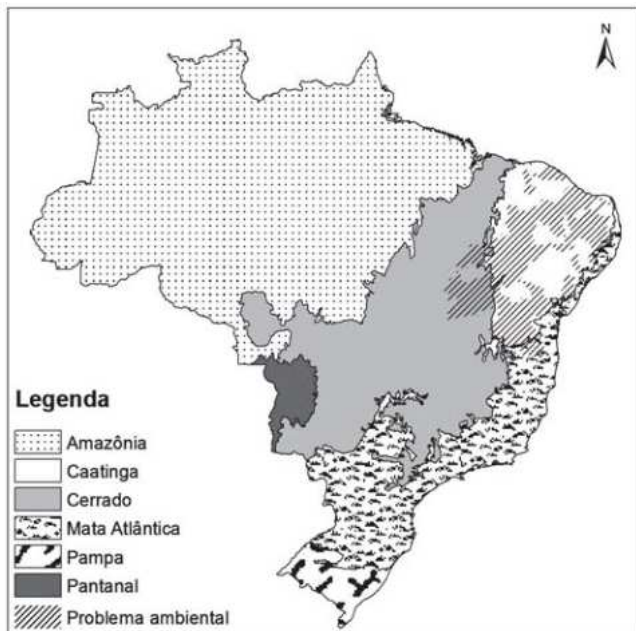 N
Legenda
Amazônia
Caatinga
Cerrado
Mata Atlântica
Pampa
Pantanal
Problema ambiental